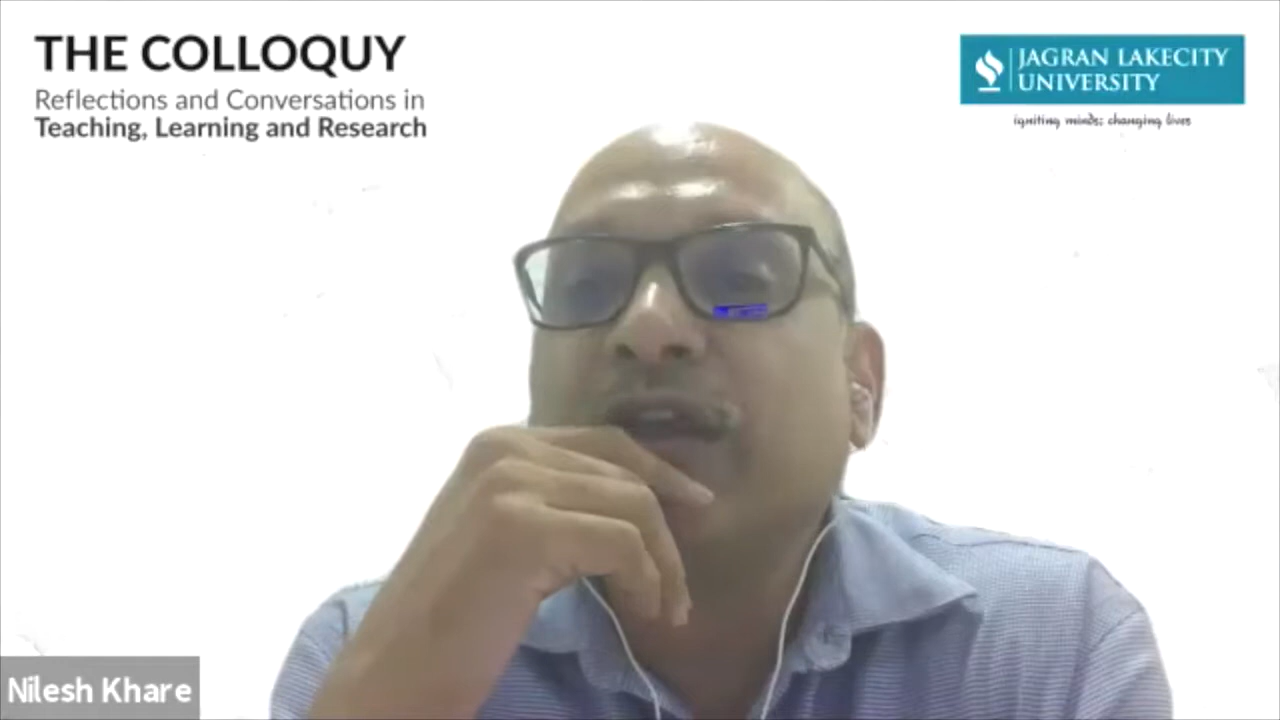 THE COLLOQUY
Reflections and Conversations in
Teaching, Learning and Research
JAGRAN LAKECITY
UNIVERSITY
igniting minds; changing lives
Nilesh Khare